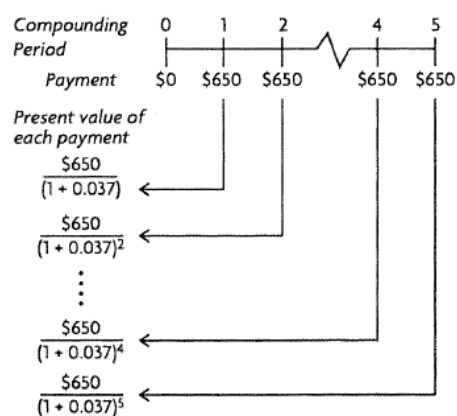 Compounding 0 1 2 4 5
Period
Payment $0 $650 $650 $650 $650
Present value of
each payment
$650
(1 + 0.037)
$650
(1 + 0.037)²
$650
(1 + 0.037)⁴
$650
(1 + 0.037)⁵